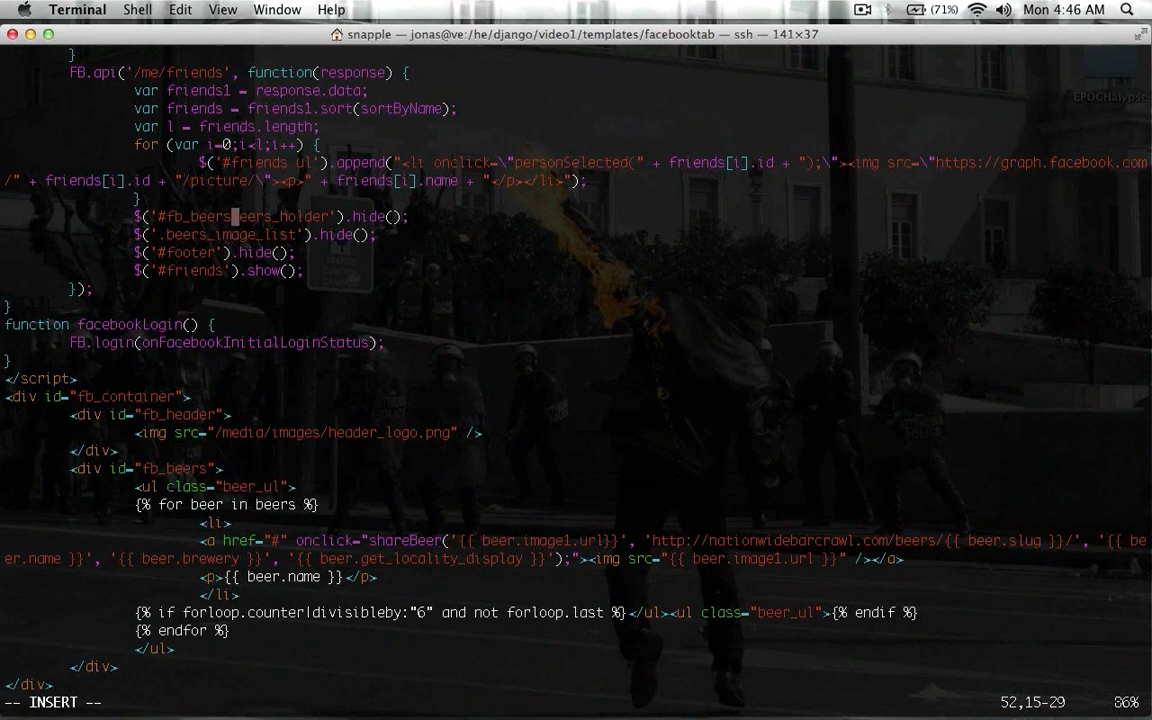 Terminal Shell Edit View Window Help (71%) Mon 4:46 AM
snapple — jonas@ve:/he/django/video1/templates/facebooktab — ssh — 141×37
}
FB.api('/me/friends', function(response) {
var friends1 = response.data;
var friends = friends1.sort(sortByName);
var l = friends.length;
for (var i=0;i<l;i++) {
$('#friends ul').append("<li onclick=\"personSelected(" + friends[i].id + ");\"><img src=\"https://graph.facebook.com
/" + friends[i].id + "/picture/\"><p>" + friends[i].name + "</p></li>");
}
$('#fb_beers eers_holder').hide();
$('.beers_image_list').hide();
$('#footer').hide();
$('#friends').show();
});
}
function facebookLogin() {
FB.login(onFacebookInitialLoginStatus);
}
</script>
<div id="fb_container">
<div id="fb_header">
<img src="/media/images/header_logo.png" />
</div>
<div id="fb_beers">
<ul class="beer_ul">
{% for beer in beers %}
<li>
<a href="#" onclick="shareBeer('{{ beer.image1.url}}', 'http://nationwidebarcrawl.com/beers/{{ beer.slug }}/', '{{ be
er.name }}', '{{ beer.brewery }}', '{{ beer.get_locality_display }}');"><img src="{{ beer.image1.url }}" /></a>
<p>{{ beer.name }}</p>
</li>
{% if forloop.counter|divisibleby:"6" and not forloop.last %}</ul><ul class="beer_ul">{% endif %}
{% endfor %}
</ul>
</div>
</div>
-- INSERT -- 52,15-29 86%
EPOCHalypse